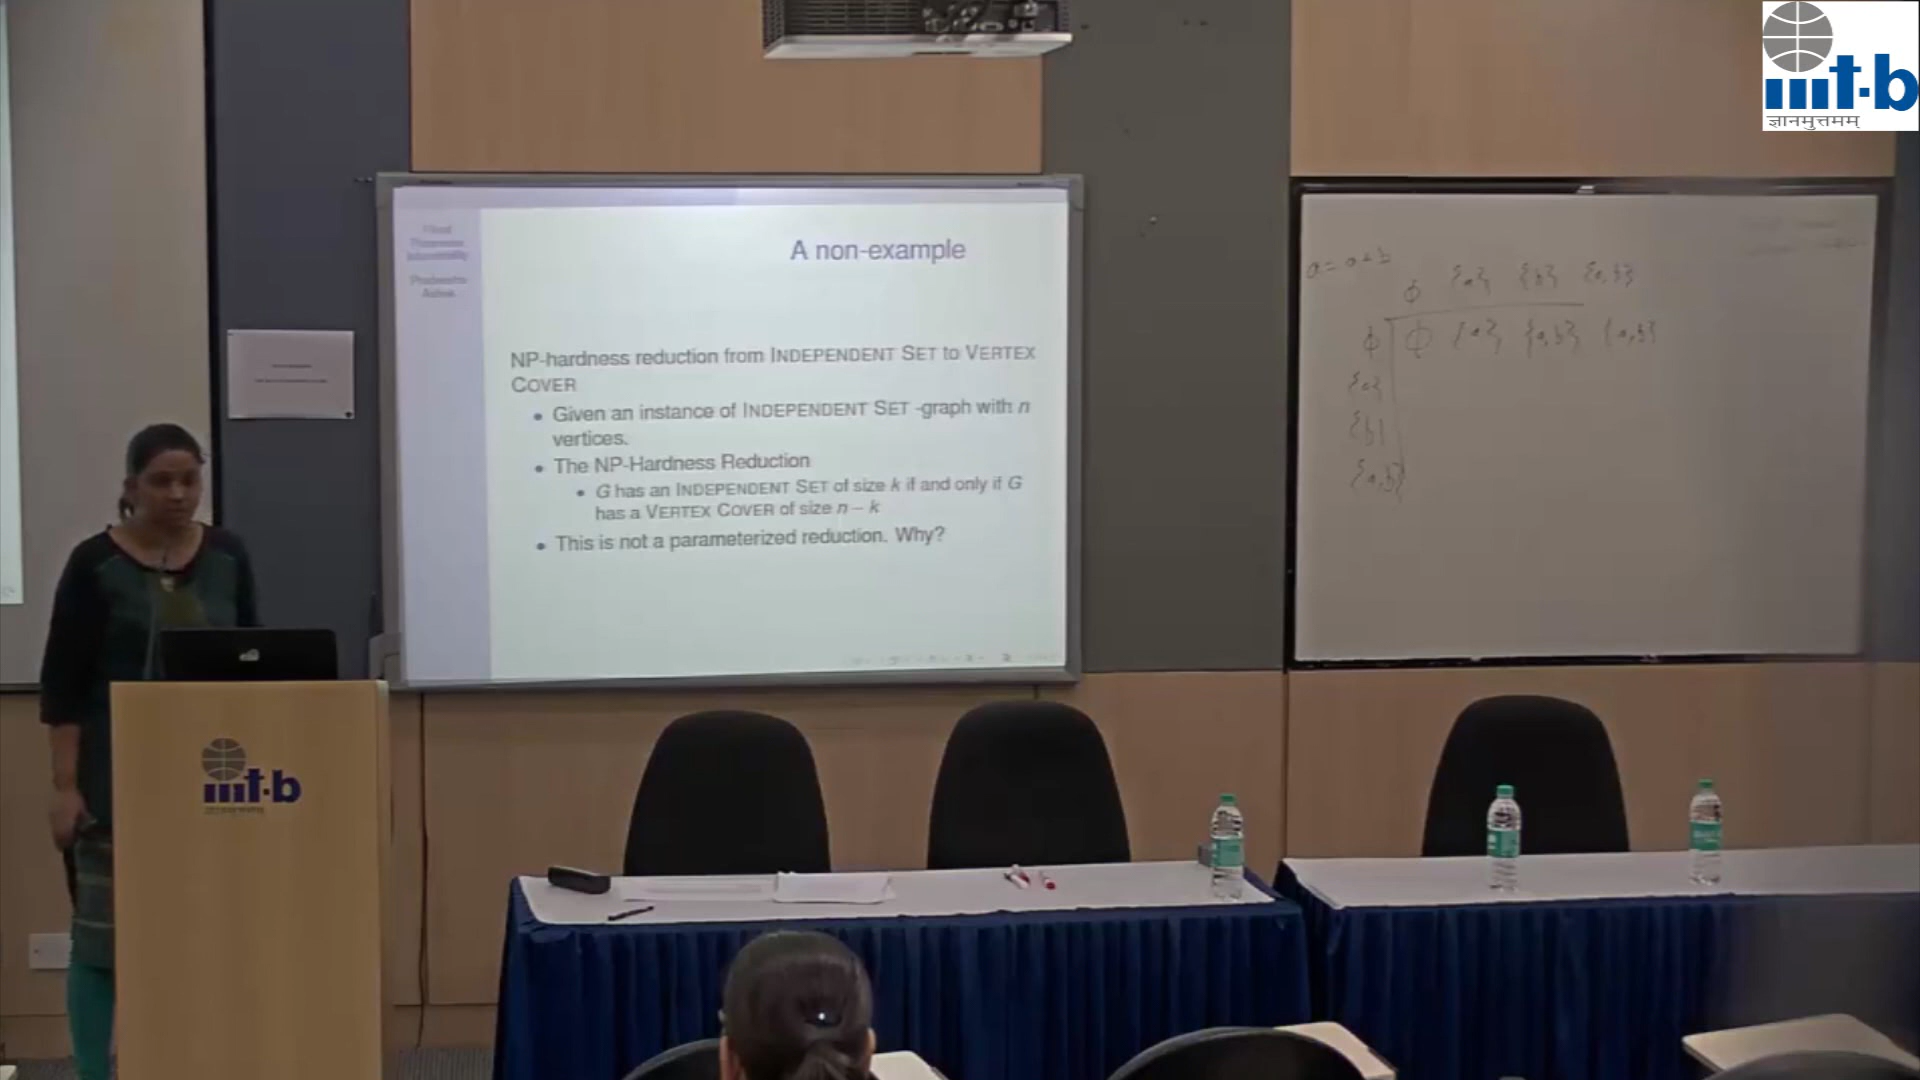 iiit-b
ज्ञानमुत्तमम्
A non-example
NP-hardness reduction from INDEPENDENT SET to VERTEX
COVER
• Given an instance of INDEPENDENT SET -graph with n
vertices.
• The NP-Hardness Reduction
• G has an INDEPENDENT SET of size k if and only if G
has a VERTEX COVER of size n – k
• This is not a parameterized reduction. Why?
a = a + b
ϕ {a} {b} {a,b}
ϕ ϕ {a} {a,b} {a,b}
{a}
{b}
{a,b}
iiit-b